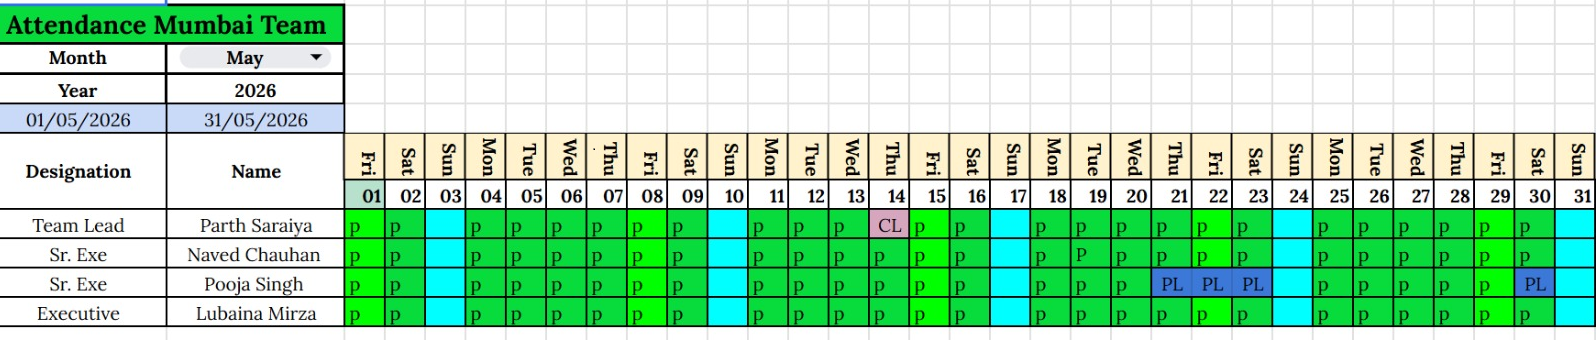 Attendance Mumbai Team
Month May
Year 2026
01/05/2026 31/05/2026
Designation Name Fri Sat Sun Mon Tue Wed Thu Fri Sat Sun Mon Tue Wed Thu Fri Sat Sun Mon Tue Wed Thu Fri Sat Sun Mon Tue Wed Thu Fri Sat Sun
01 02 03 04 05 06 07 08 09 10 11 12 13 14 15 16 17 18 19 20 21 22 23 24 25 26 27 28 29 30 31
Team Lead Parth Saraiya p p p p p p p p p p p CL p p p p p p p p p p p p p p
Sr. Exe Naved Chauhan p p p p p p p p p p p p p p p P p p p p p p p p p p
Sr. Exe Pooja Singh p p p p p p p p p p p p p p p p p PL PL PL p p p p p PL
Executive Lubaina Mirza p p p p p p p p p p p p p p p p p p p p p p p p p p